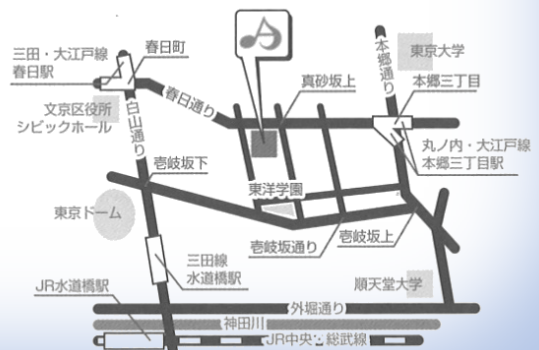 三田・大江戸線
春日駅
春日町
本郷通り
東京大学
文京区役所
シビックホール
白山通り
春日通り
真砂坂上
本郷三丁目
丸ノ内・大江戸線
本郷三丁目駅
壱岐坂下
東洋学園
東京ドーム
壱岐坂通り
壱岐坂上
三田線
水道橋駅
JR水道橋駅
順天堂大学
外堀通り
神田川
JR中央・総武線